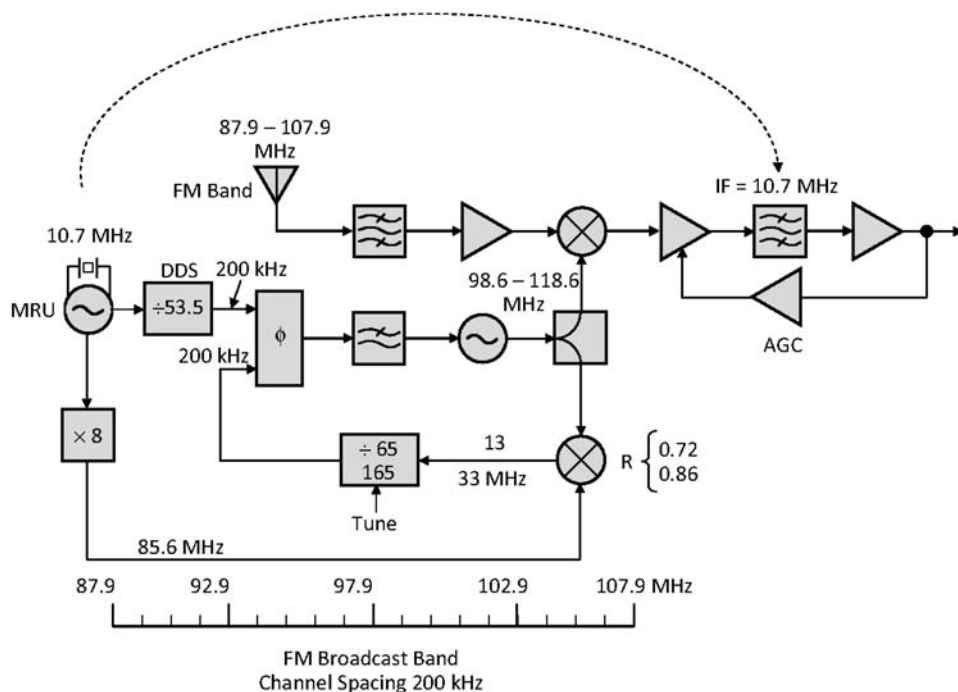 87.9 – 107.9
MHz
FM Band
IF = 10.7 MHz
10.7 MHz
DDS
200 kHz
98.6 – 118.6
MHz
MRU
÷53.5
ϕ
AGC
200 kHz
× 8
÷ 65
165
13
33 MHz
R
0.72
0.86
Tune
85.6 MHz
87.9 92.9 97.9 102.9 107.9 MHz
FM Broadcast Band
Channel Spacing 200 kHz